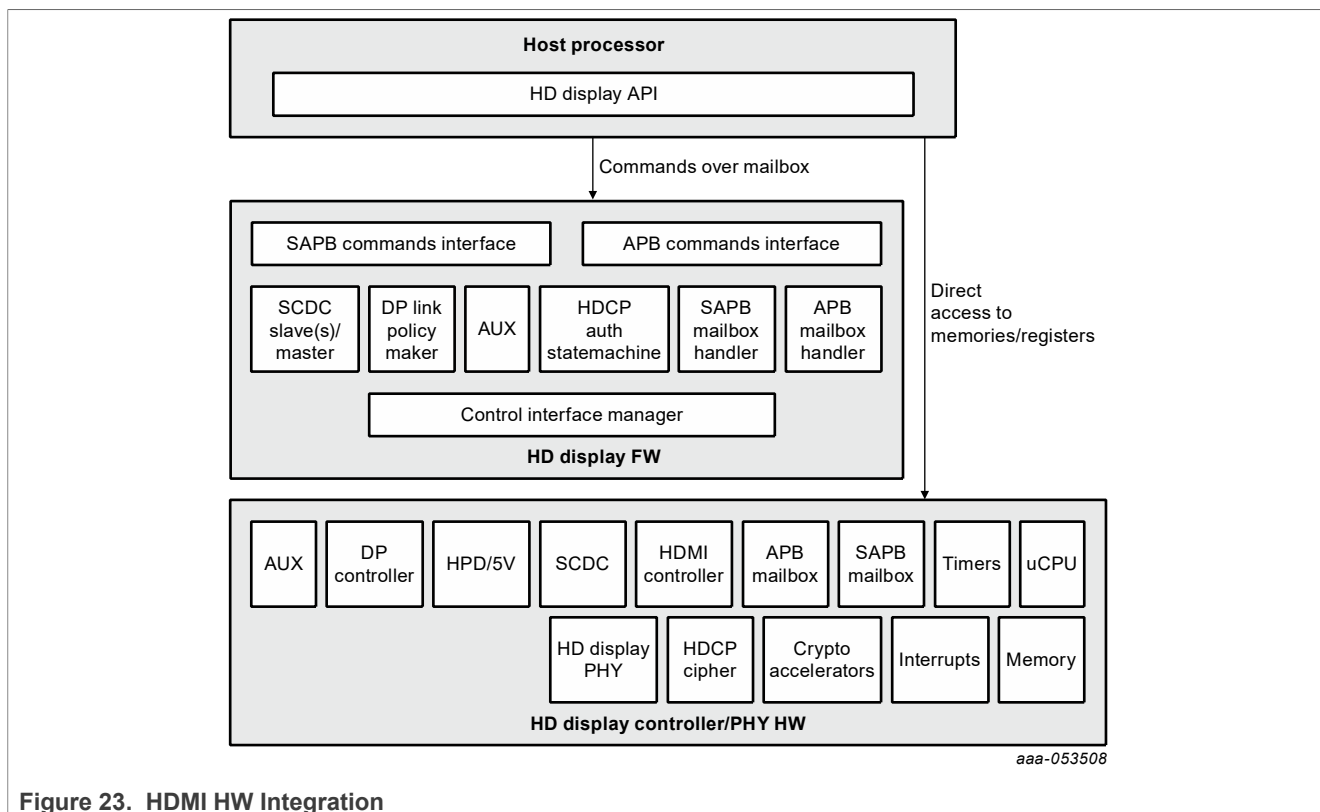 Host processor
HD display API
Commands over mailbox
SAPB commands interface
APB commands interface
SCDC
slave(s)/
master
DP link
policy
maker
AUX
HDCP
auth
statemachine
SAPB
mailbox
handler
APB
mailbox
handler
Direct
access to
memories/registers
Control interface manager
HD display FW
AUX
DP
controller
HPD/5V
SCDC
HDMI
controller
APB
mailbox
SAPB
mailbox
Timers
uCPU
HD display
PHY
HDCP
cipher
Crypto
accelerators
Interrupts
Memory
HD display controller/PHY HW
aaa-053508
Figure 23. HDMI HW Integration